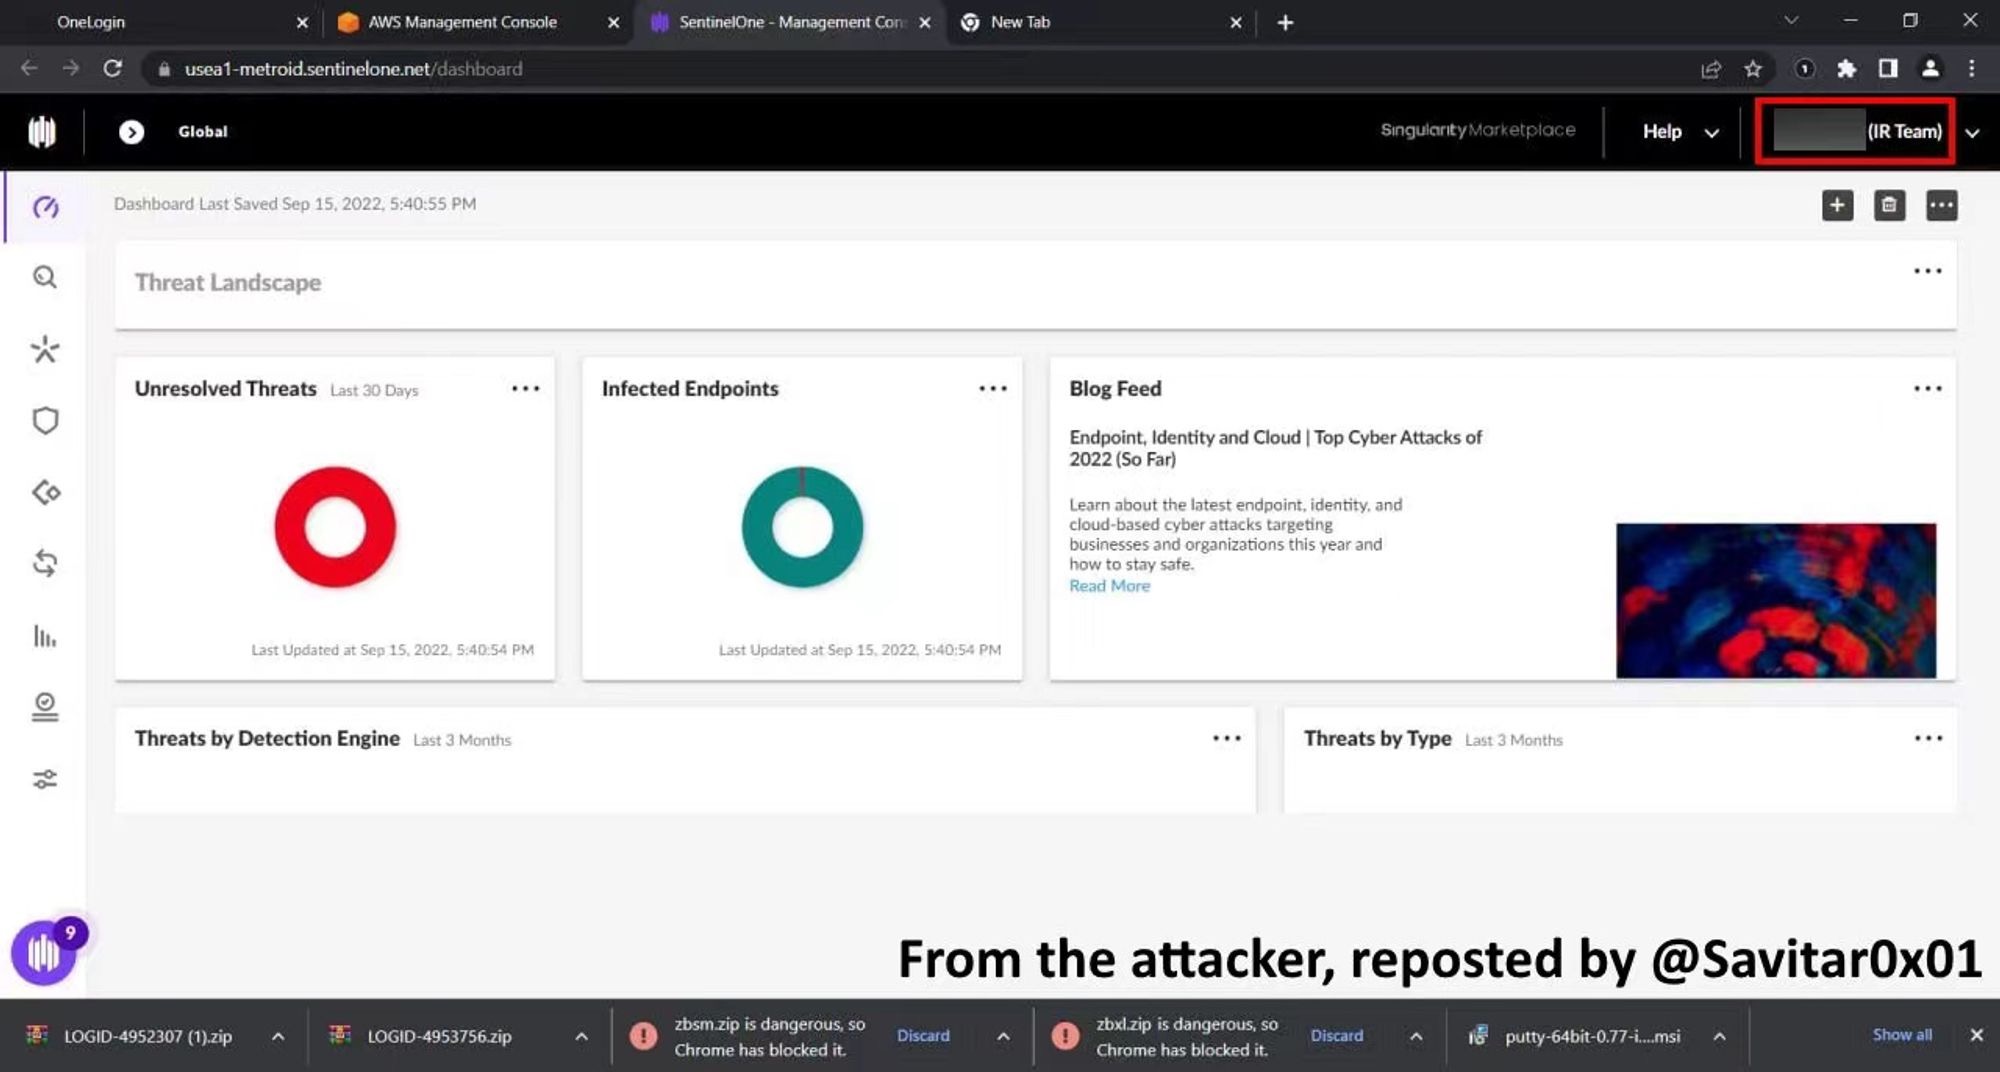 OneLogin
AWS Management Console
SentinelOne - Management Con
New Tab
usea1-metroid.sentinelone.net/dashboard
Global
Singularity Marketplace
Help
(IR Team)
Dashboard Last Saved Sep 15, 2022, 5:40:55 PM
Threat Landscape
Unresolved Threats Last 30 Days
Last Updated at Sep 15, 2022, 5:40:54 PM
Infected Endpoints
Last Updated at Sep 15, 2022, 5:40:54 PM
Blog Feed
Endpoint, Identity and Cloud | Top Cyber Attacks of
2022 (So Far)
Learn about the latest endpoint, identity, and
cloud-based cyber attacks targeting
businesses and organizations this year and
how to stay safe.
Read More
Threats by Detection Engine Last 3 Months
Threats by Type Last 3 Months
9
From the attacker, reposted by @Savitar0x01
LOGID-4952307 (1).zip
LOGID-4953756.zip
zbsm.zip is dangerous, so
Chrome has blocked it.
Discard
zbxl.zip is dangerous, so
Chrome has blocked it.
Discard
putty-64bit-0.77-i....msi
Show all